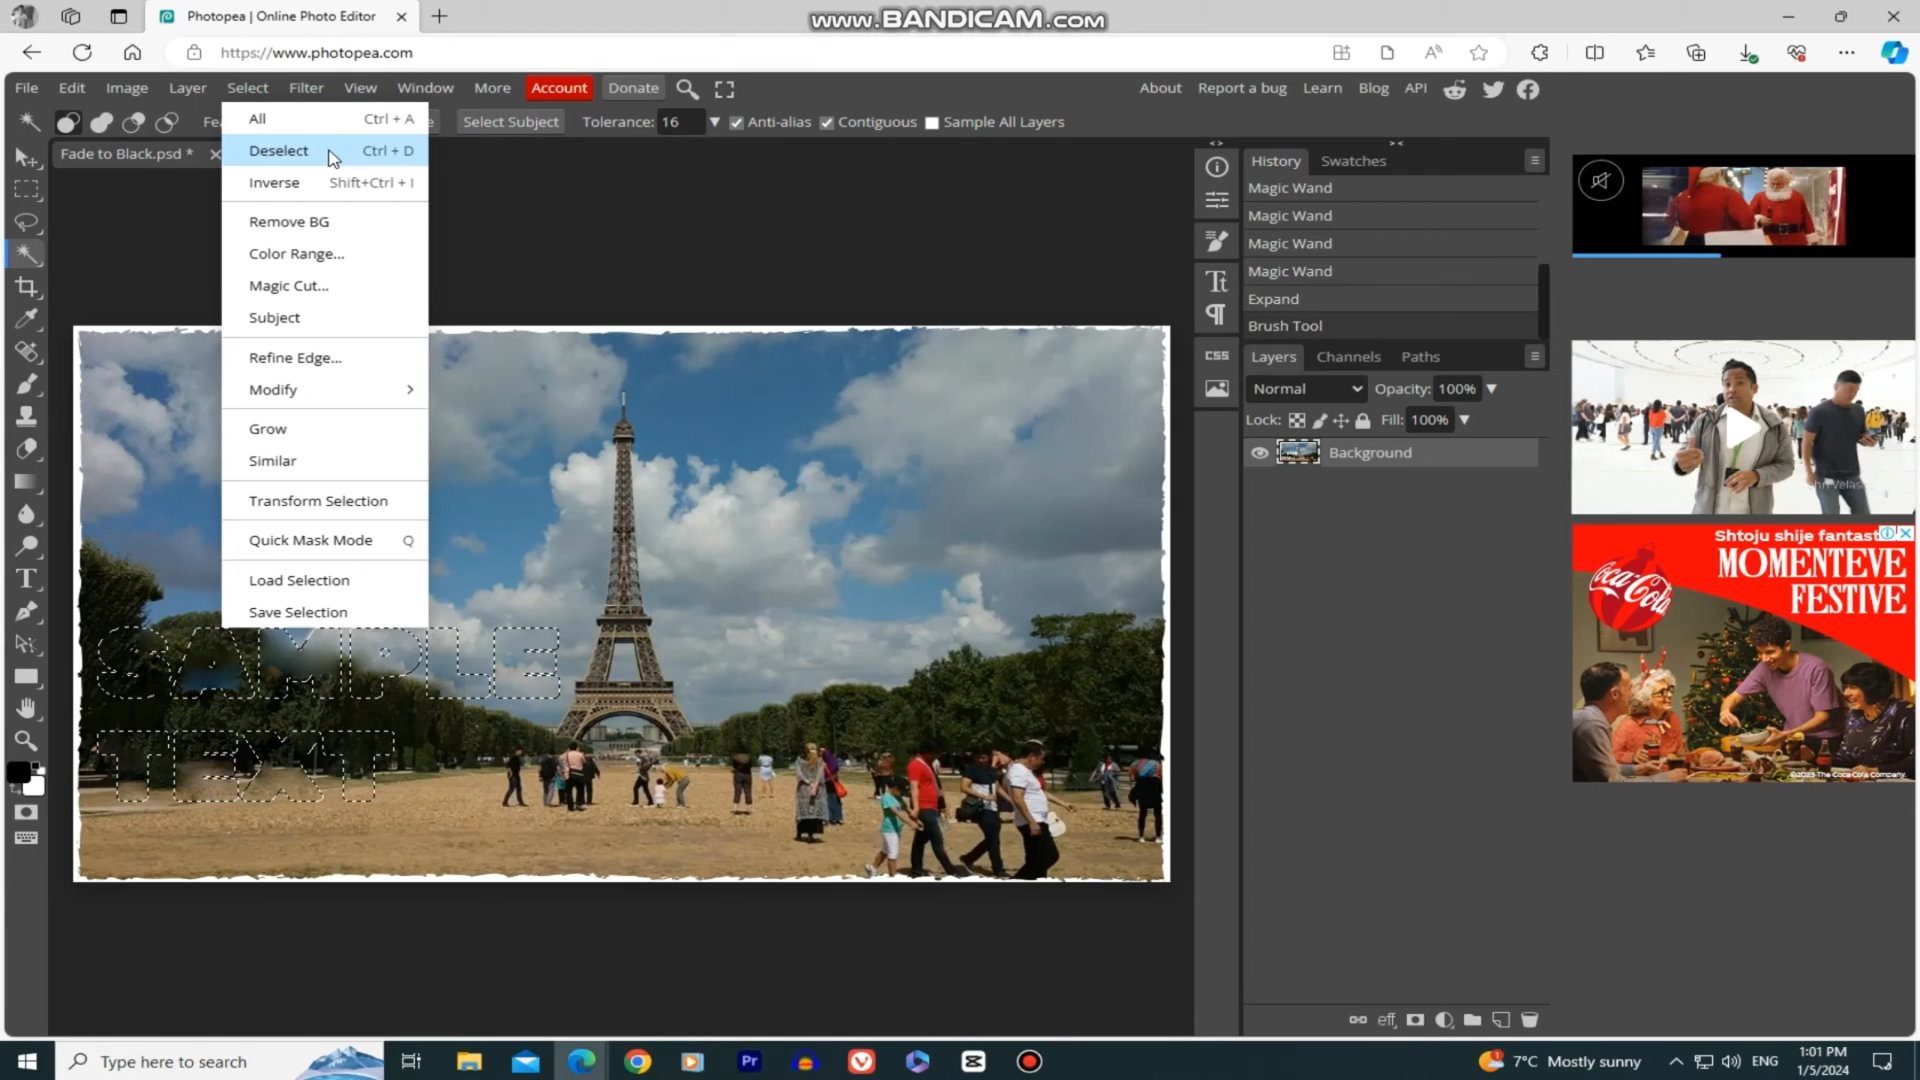 Photopea | Online Photo Editor
www.BANDICAM.com
https://www.photopea.com
File Edit Image Layer Select Filter View Window More Account Donate
About Report a bug Learn Blog API
Fea
e
Select Subject
Tolerance: 16
Anti-alias
Contiguous
Sample All Layers
Fade to Black.psd *
All Ctrl + A
Deselect Ctrl + D
Inverse Shift+Ctrl + I
Remove BG
Color Range...
Magic Cut...
Subject
Refine Edge...
Modify
Grow
Similar
Transform Selection
Quick Mask Mode Q
Load Selection
Save Selection
SAMPLE
TEXT
History Swatches
Magic Wand
Magic Wand
Magic Wand
Magic Wand
Expand
Brush Tool
CSS
Layers Channels Paths
Normal Opacity: 100%
Lock: Fill: 100%
Background
eff
Shtoju shije fantast
MOMENTEVE
FESTIVE
Coca-Cola
©2023 The Coca-Cola Company.
Type here to search
Pr
7°C Mostly sunny
ENG
1:01 PM
1/5/2024